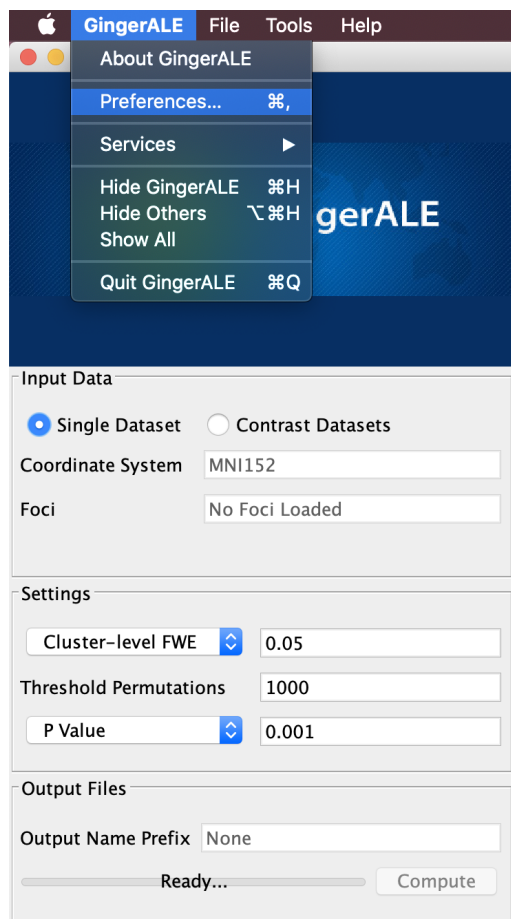 GingerALE File Tools Help
About GingerALE
Preferences... ⌘,
Services ▶
Hide GingerALE ⌘H
Hide Others ⌥⌘H
Show All
gerALE
Quit GingerALE ⌘Q
Input Data
Single Dataset Contrast Datasets
Coordinate System MNI152
Foci No Foci Loaded
Settings
Cluster-level FWE 0.05
Threshold Permutations 1000
P Value 0.001
Output Files
Output Name Prefix None
Ready... Compute